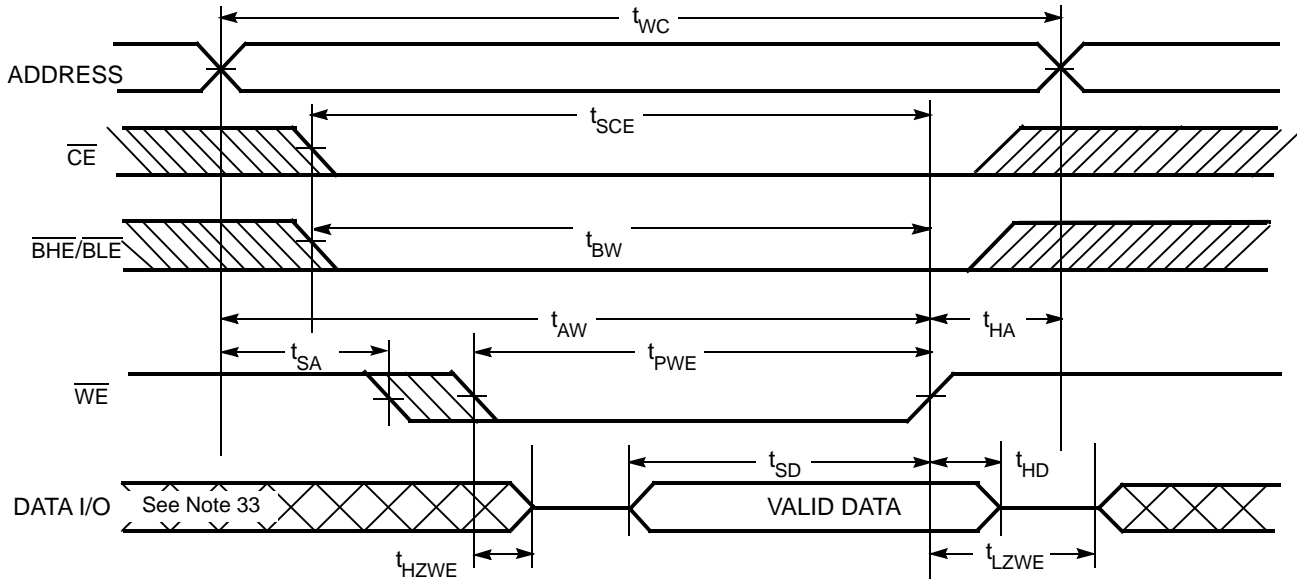 tWC
ADDRESS
tSCE
CE
BHE/BLE
tBW
tAW
tHA
tSA
tPWE
WE
tSD
tHD
DATA I/O
See Note 33
VALID DATA
tHZWE
tLZWE